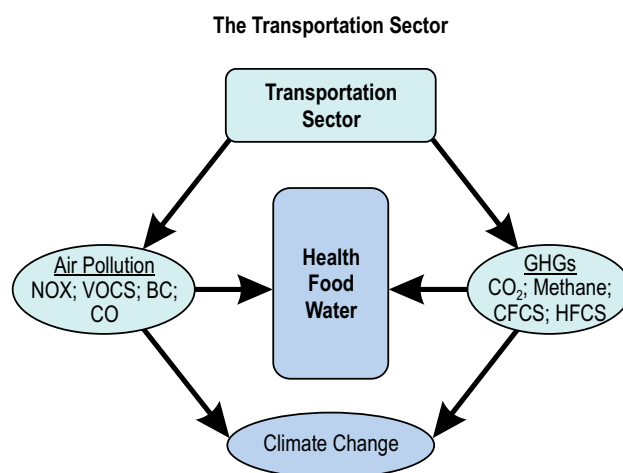 The Transportation Sector
Transportation
Sector
Air Pollution
NOX; VOCS; BC;
CO
Health
Food
Water
GHGs
CO₂; Methane;
CFCS; HFCS
Climate Change